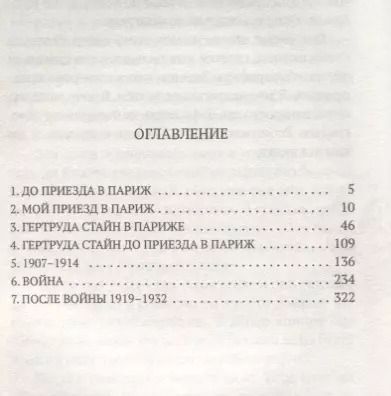 ОГЛАВЛЕНИЕ
1. ДО ПРИЕЗДА В ПАРИЖ . . . . . . . . . . . . . . . . . . . . . . . . . . 5
2. МОЙ ПРИЕЗД В ПАРИЖ . . . . . . . . . . . . . . . . . . . . . . . . . . 10
3. ГЕРТРУДА СТАЙН В ПАРИЖЕ . . . . . . . . . . . . . . . . . . . . . 46
4. ГЕРТРУДА СТАЙН ДО ПРИЕЗДА В ПАРИЖ . . . . . . . . . . . 109
5. 1907–1914 . . . . . . . . . . . . . . . . . . . . . . . . . . . . . . . . . . . . 136
6. ВОЙНА . . . . . . . . . . . . . . . . . . . . . . . . . . . . . . . . . . . . . . . 234
7. ПОСЛЕ ВОЙНЫ 1919–1932 . . . . . . . . . . . . . . . . . . . . . . . . 322